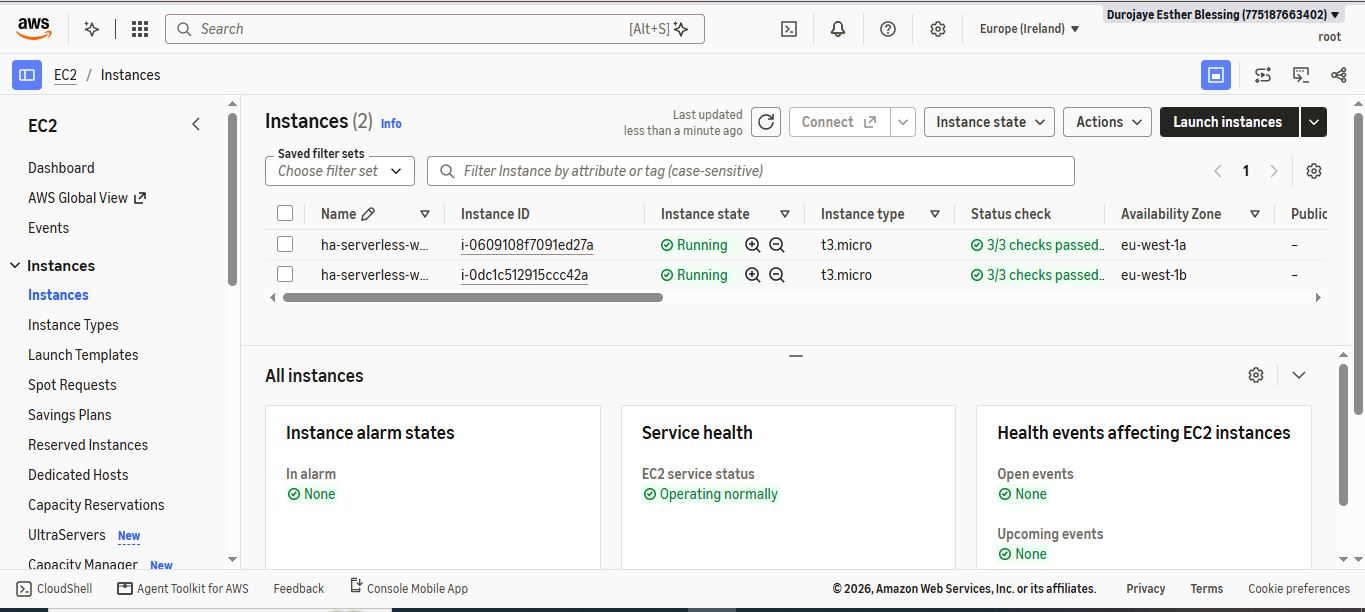 aws
Search
[Alt+S]
Europe (Ireland)
Durojaye Esther Blessing (775187663402)
root
EC2 / Instances
EC2
Dashboard
AWS Global View
Events
Instances
Instances
Instance Types
Launch Templates
Spot Requests
Savings Plans
Reserved Instances
Dedicated Hosts
Capacity Reservations
UltraServers New
Capacity Manager New
Instances (2) Info
Last updated
less than a minute ago
Connect
Instance state
Actions
Launch instances
Saved filter sets
Choose filter set
Filter Instance by attribute or tag (case-sensitive)
1
Name Instance ID Instance state Instance type Status check Availability Zone Public
ha-serverless-w... i-0609108f7091ed27a Running t3.micro 3/3 checks passed.. eu-west-1a –
ha-serverless-w... i-0dc1c512915ccc42a Running t3.micro 3/3 checks passed.. eu-west-1b –
All instances
Instance alarm states
In alarm
None
Service health
EC2 service status
Operating normally
Health events affecting EC2 instances
Open events
None
Upcoming events
None
CloudShell Agent Toolkit for AWS Feedback Console Mobile App © 2026, Amazon Web Services, Inc. or its affiliates. Privacy Terms Cookie preferences